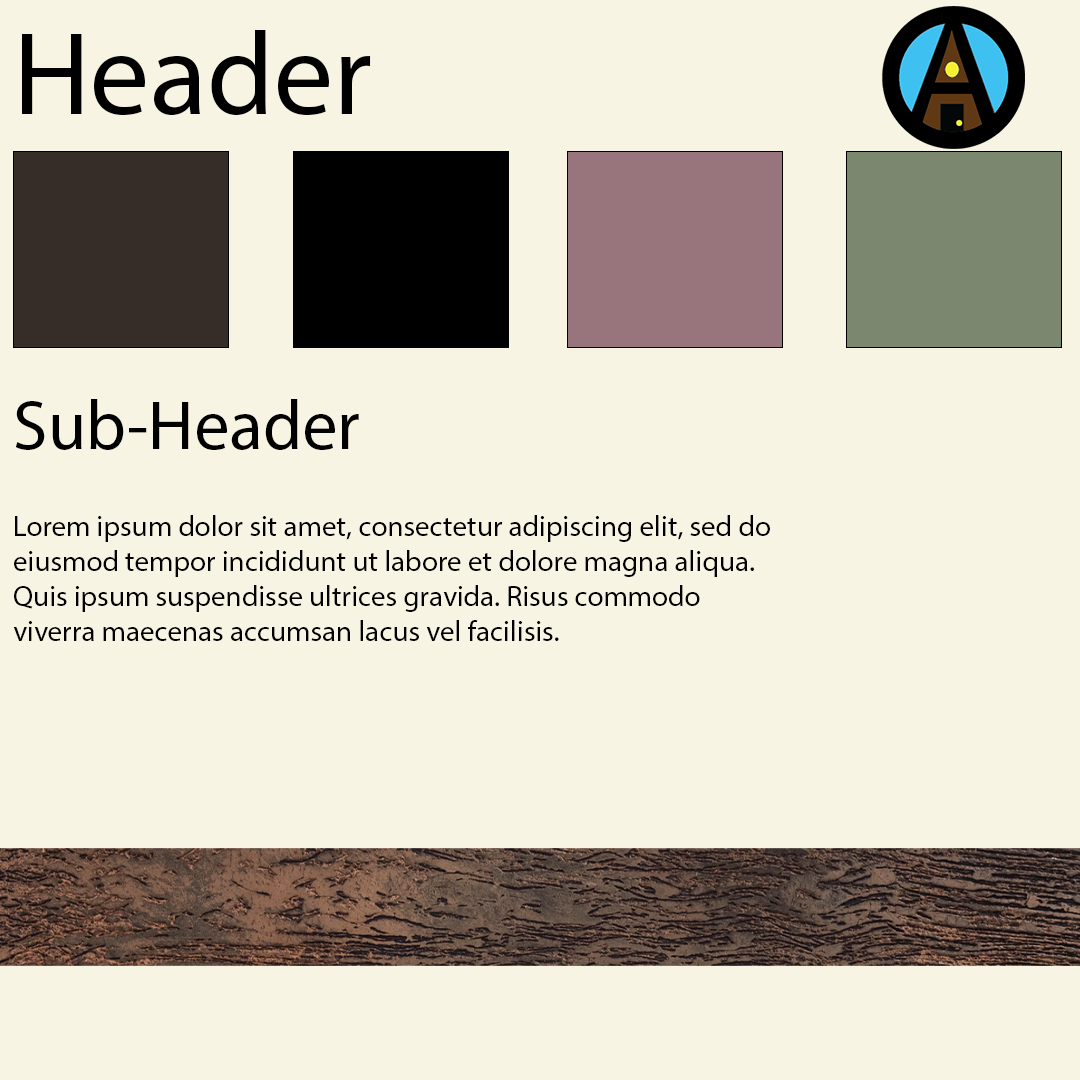 Header
Sub-Header
Lorem ipsum dolor sit amet, consectetur adipiscing elit, sed do
eiusmod tempor incididunt ut labore et dolore magna aliqua.
Quis ipsum suspendisse ultrices gravida. Risus commodo
viverra maecenas accumsan lacus vel facilisis.